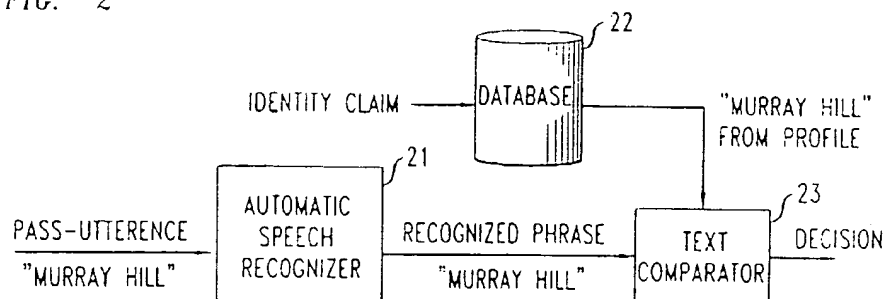 FIG. 2
22
DATABASE
IDENTITY CLAIM
"MURRAY HILL"
FROM PROFILE
21
23
AUTOMATIC
SPEECH
RECOGNIZER
PASS-UTTERENCE
"MURRAY HILL"
RECOGNIZED PHRASE
"MURRAY HILL"
TEXT
COMPARATOR
DECISION